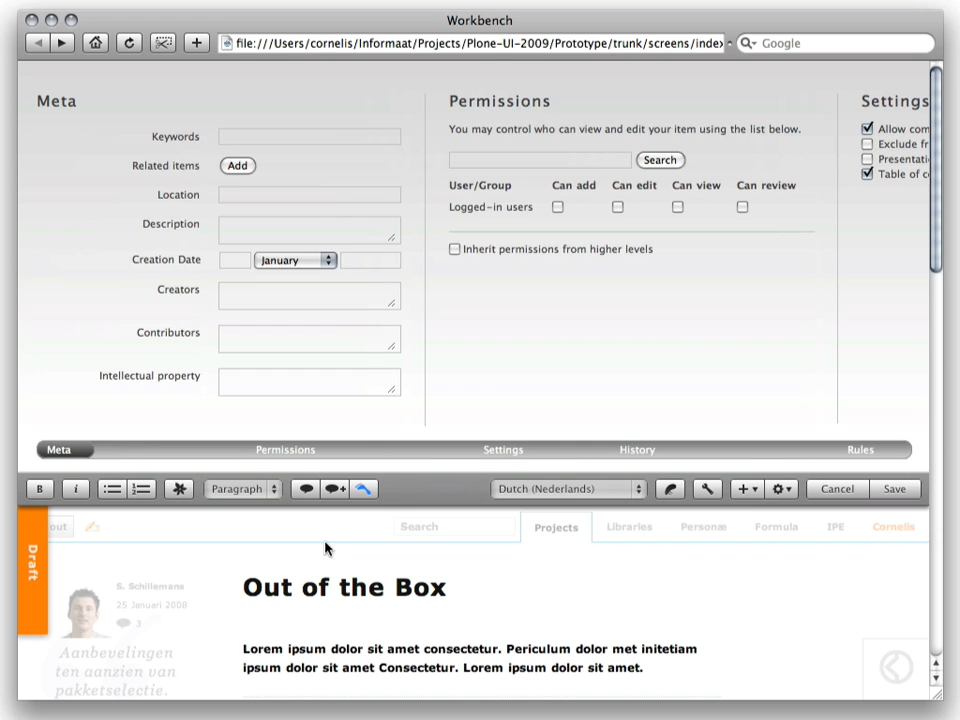 Workbench
file:///Users/cornelis/Informaat/Projects/Plone-UI-2009/Prototype/trunk/screens/index
Google
Meta
Keywords
Related items Add
Location
Description
Creation Date January
Creators
Contributors
Intellectual property
Permissions
You may control who can view and edit your item using the list below.
Search
User/Group Can add Can edit Can view Can review
Logged-in users
Inherit permissions from higher levels
Settings
Allow com
Exclude fr
Presentati
Table of c
Meta Permissions Settings History Rules
B i Paragraph Dutch (Nederlands) Cancel Save
out Search Projects Libraries Personæ Formula IPE Cornelis
Draft
S. Schillemans
25 Januari 2008
3
Aanbevelingen
ten aanzien van
pakketselectie.
Out of the Box
Lorem ipsum dolor sit amet consectetur. Periculum dolor met initetiam
ipsum dolor sit amet Consectetur. Lorem ipsum dolor sit amet.